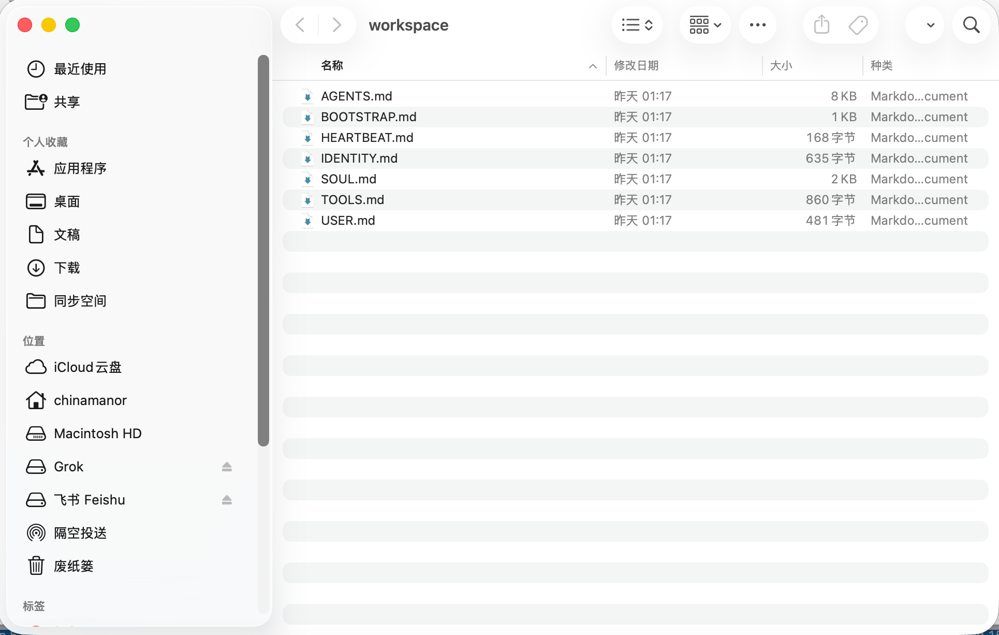 workspace
最近使用
共享
个人收藏
应用程序
桌面
文稿
下载
同步空间
位置
iCloud云盘
chinamanor
Macintosh HD
Grok
飞书 Feishu
隔空投送
废纸篓
标签
名称 修改日期 大小 种类
AGENTS.md 昨天 01:17 8 KB Markdo...cument
BOOTSTRAP.md 昨天 01:17 1 KB Markdo...cument
HEARTBEAT.md 昨天 01:17 168 字节 Markdo...cument
IDENTITY.md 昨天 01:17 635 字节 Markdo...cument
SOUL.md 昨天 01:17 2 KB Markdo...cument
TOOLS.md 昨天 01:17 860 字节 Markdo...cument
USER.md 昨天 01:17 481 字节 Markdo...cument